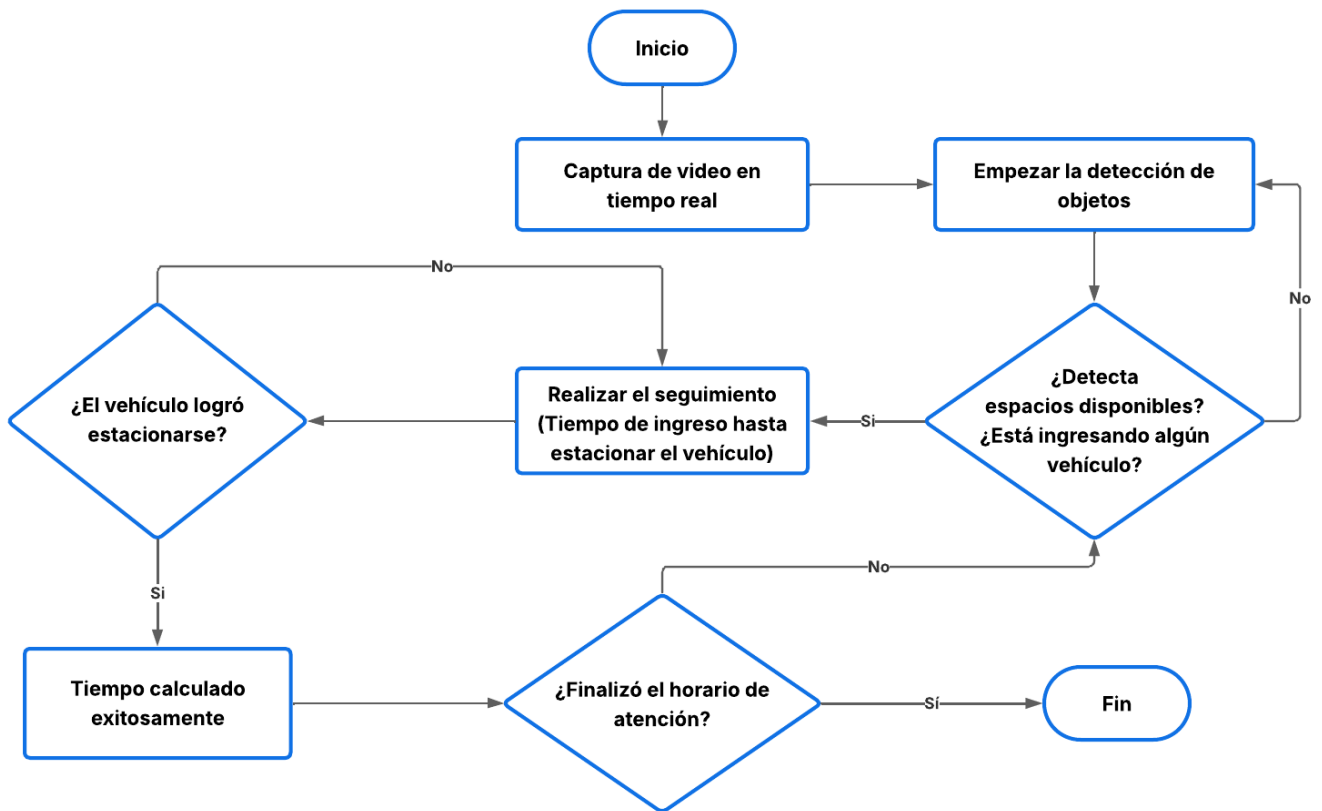 Inicio
Captura de video en
tiempo real
Empezar la detección de
objetos
No
No
¿El vehículo logró
estacionarse?
Realizar el seguimiento
(Tiempo de ingreso hasta
estacionar el vehículo)
Si
¿Detecta
espacios disponibles?
¿Está ingresando algún
vehículo?
Si
No
Tiempo calculado
exitosamente
¿Finalizó el horario de
atención?
Sí
Fin